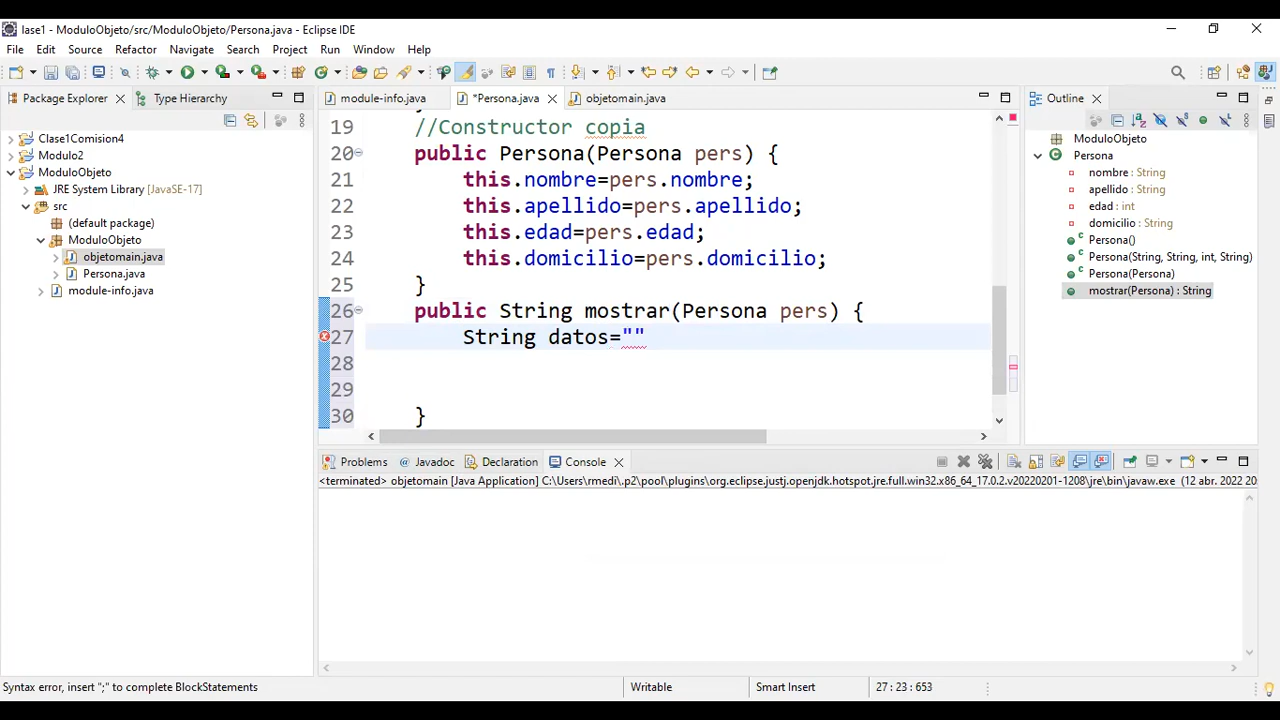 lase1 - ModuloObjeto/src/ModuloObjeto/Persona.java - Eclipse IDE
File Edit Source Refactor Navigate Search Project Run Window Help
Package Explorer Type Hierarchy
Clase1Comision4
Modulo2
ModuloObjeto
JRE System Library [JavaSE-17]
src
(default package)
ModuloObjeto
objetomain.java
Persona.java
module-info.java
module-info.java *Persona.java objetomain.java
19 //Constructor copia
20 public Persona(Persona pers) {
21 this.nombre=pers.nombre;
22 this.apellido=pers.apellido;
23 this.edad=pers.edad;
24 this.domicilio=pers.domicilio;
25 }
26 public String mostrar(Persona pers) {
27 String datos=""
28
29
30 }
Outline
ModuloObjeto
Persona
nombre : String
apellido : String
edad : int
domicilio : String
Persona()
Persona(String, String, int, String)
Persona(Persona)
mostrar(Persona) : String
Problems Javadoc Declaration Console
<terminated> objetomain [Java Application] C:\Users\rmedi\.p2\pool\plugins\org.eclipse.justj.openjdk.hotspot.jre.full.win32.x86_64_17.0.2.v20220201-1208\jre\bin\javaw.exe (12 abr. 2022 20
Syntax error, insert ";" to complete BlockStatements Writable Smart Insert 27 : 23 : 653